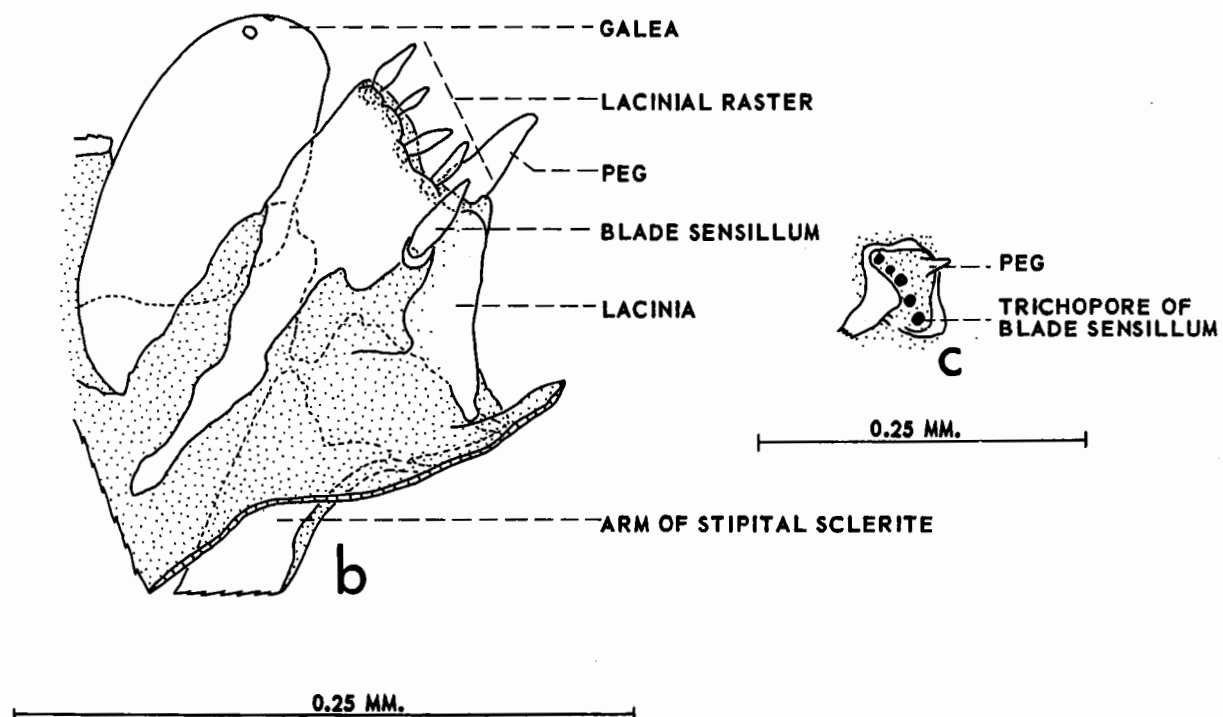 GALEA
LACINIAL RASTER
PEG
BLADE SENSILLUM
LACINIA
ARM OF STIPITAL SCLERITE
b
0.25 MM.
PEG
TRICHOPORE OF
BLADE SENSILLUM
c
0.25 MM.